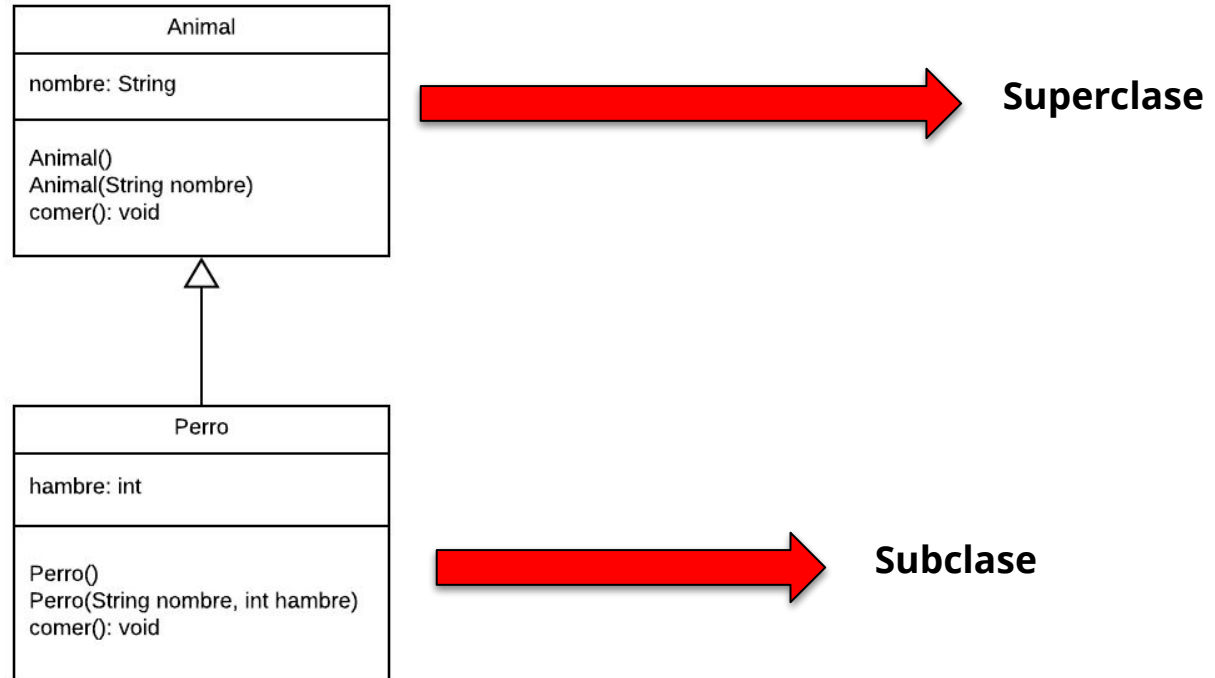 Animal
nombre: String
Superclase
Animal()
Animal(String nombre)
comer(): void
Perro
hambre: int
Subclase
Perro()
Perro(String nombre, int hambre)
comer(): void